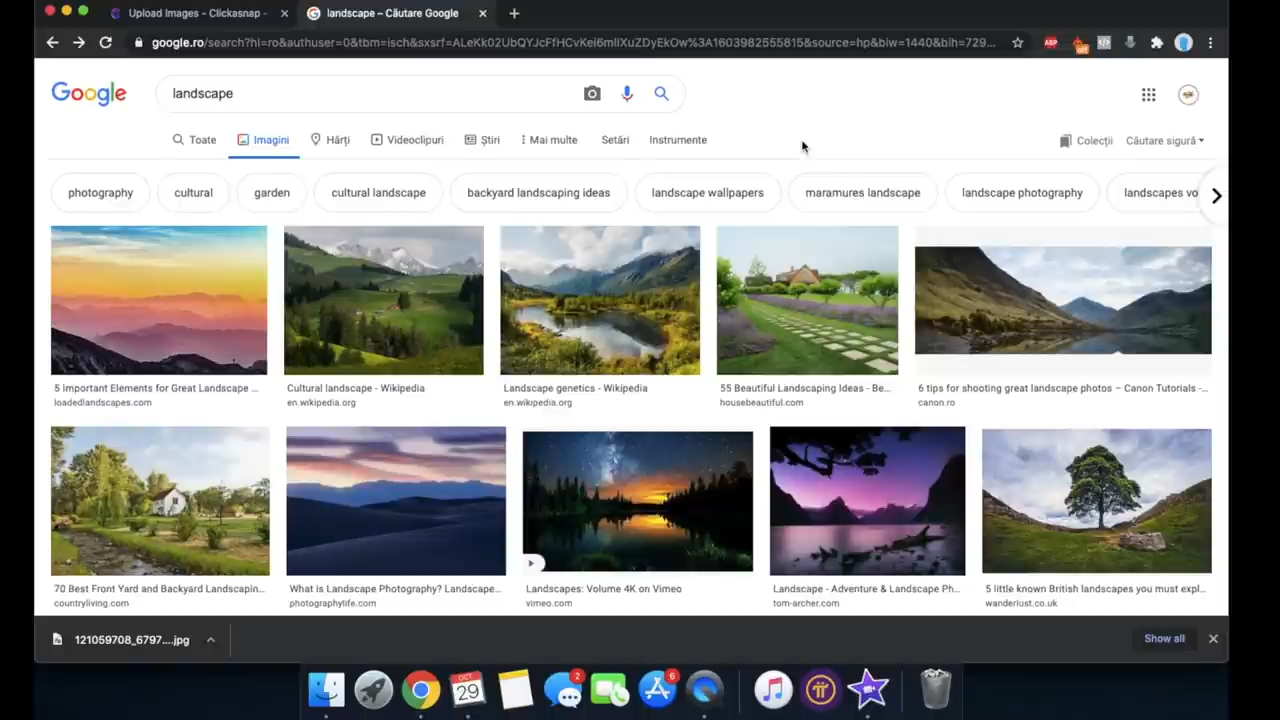 Upload Images - Clickasnap -
landscape – Căutare Google
google.ro/search?hl=ro&authuser=0&tbm=isch&sxsrf=ALeKk02UbQYJcFfHCvKei6mlIXuZDyEkOw%3A1603982555815&source=hp&biw=1440&bih=729...
ABP
off
Google
landscape
Toate
Imagini
Hărți
Videoclipuri
Știri
Mai multe
Setări
Instrumente
Colecții
Căutare sigură
photography
cultural
garden
cultural landscape
backyard landscaping ideas
landscape wallpapers
maramures landscape
landscape photography
landscapes vo
5 Important Elements for Great Landscape ...
loadedlandscapes.com
Cultural landscape - Wikipedia
en.wikipedia.org
Landscape genetics - Wikipedia
en.wikipedia.org
55 Beautiful Landscaping Ideas - Be...
housebeautiful.com
6 tips for shooting great landscape photos – Canon Tutorials -...
canon.ro
70 Best Front Yard and Backyard Landscapin...
countryliving.com
What is Landscape Photography? Landscape...
photographylife.com
Landscapes: Volume 4K on Vimeo
vimeo.com
Landscape - Adventure & Landscape Ph...
tom-archer.com
5 little known British landscapes you must expl...
wanderlust.co.uk
121059708_6797....jpg
Show all
OCT
29
2
6